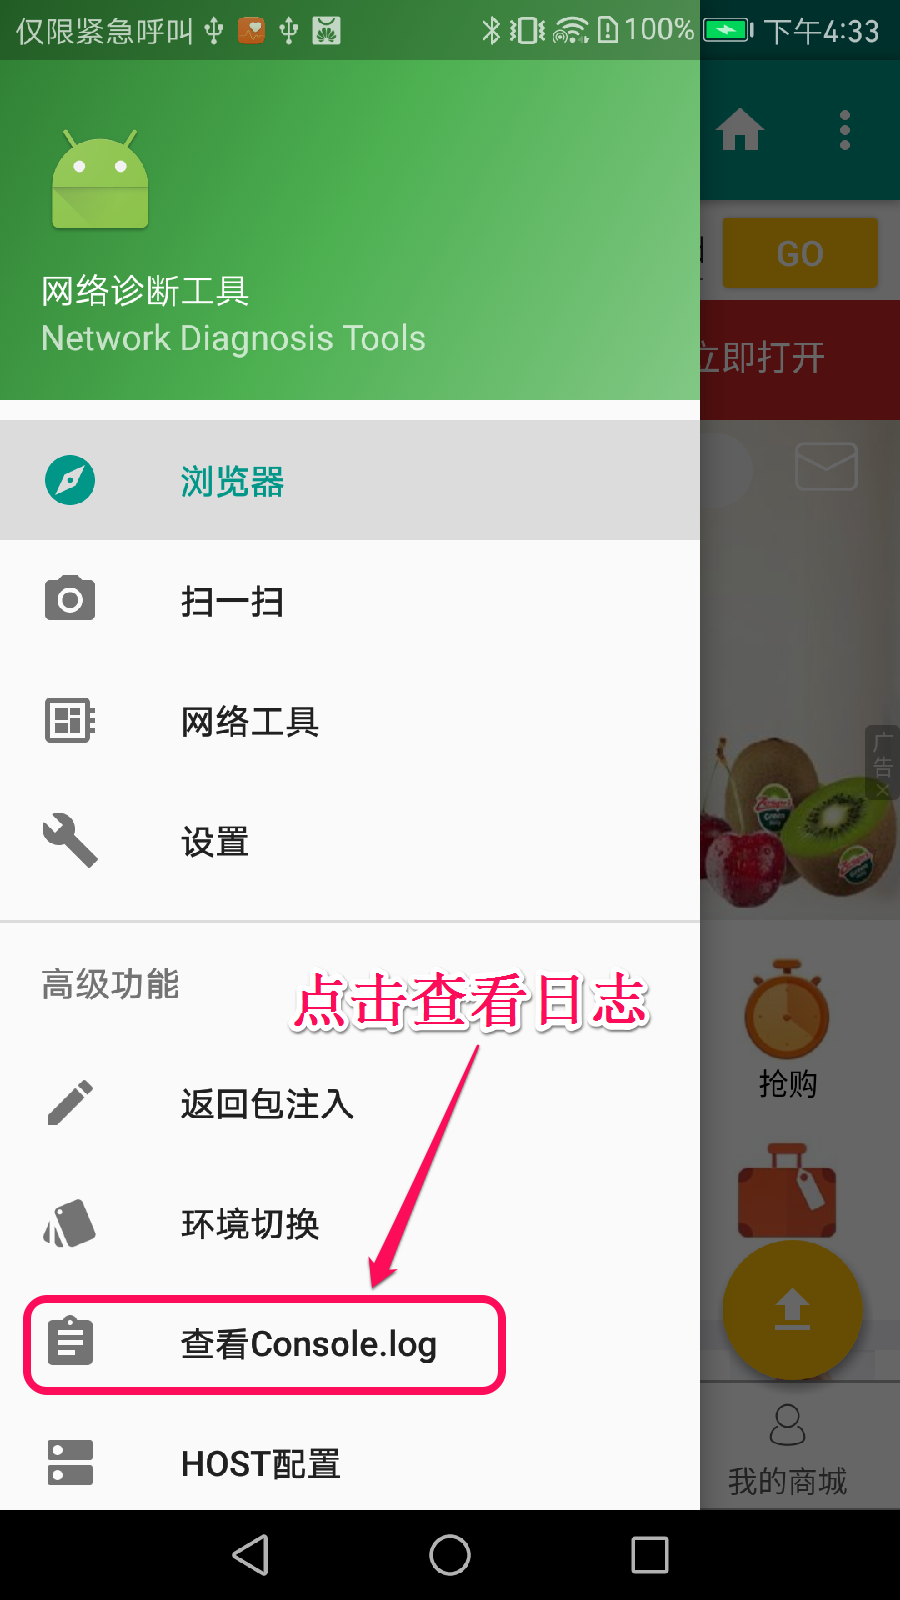 仅限紧急呼叫
100%
下午4:33
网络诊断工具
Network Diagnosis Tools
GO
立即打开
浏览器
扫一扫
网络工具
设置
广告
高级功能
点击查看日志
抢购
返回包注入
环境切换
查看Console.log
HOST配置
我的商城